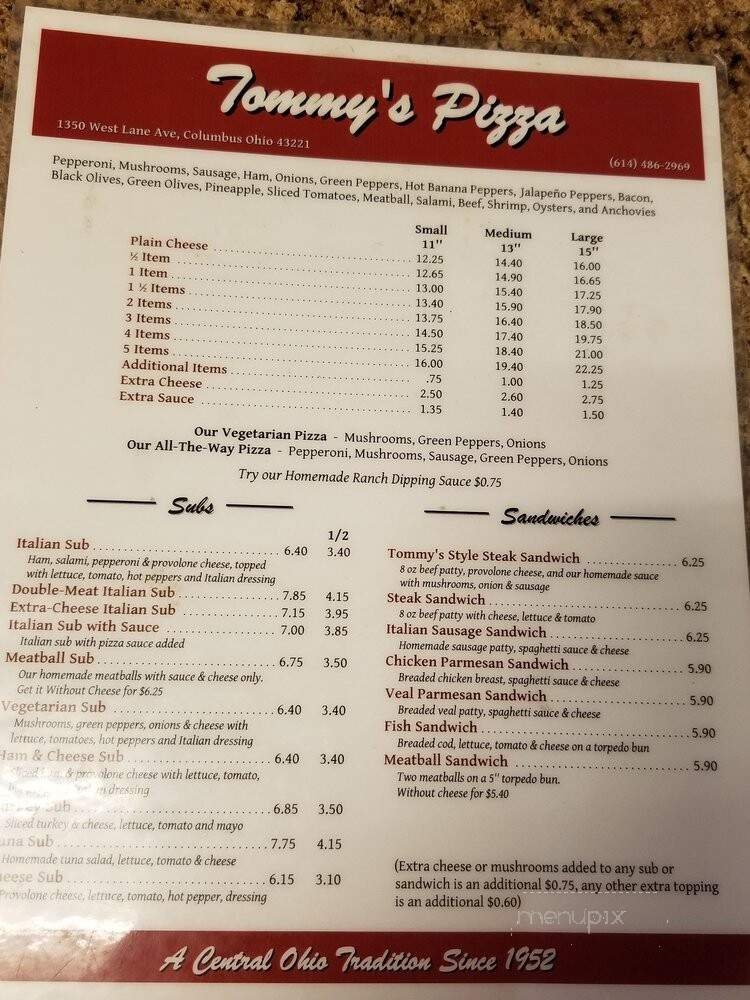 Tommy's Pizza
1350 West Lane Ave, Columbus Ohio 43221
(614) 486-2969
Pepperoni, Mushrooms, Sausage, Ham, Onions, Green Peppers, Hot Banana Peppers, Jalapeño Peppers, Bacon,
Black Olives, Green Olives, Pineapple, Sliced Tomatoes, Meatball, Salami, Beef, Shrimp, Oysters, and Anchovies
Small Medium Large
11" 13" 15"
Plain Cheese 12.25 14.40 16.00
½ Item 12.65 14.90 16.65
1 Item 13.00 15.40 17.25
1 ½ Items 13.40 15.90 17.90
2 Items 13.75 16.40 18.50
3 Items 14.50 17.40 19.75
4 Items 15.25 18.40 21.00
5 Items 16.00 19.40 22.25
Additional Items .75 1.00 1.25
Extra Cheese 2.50 2.60 2.75
Extra Sauce 1.35 1.40 1.50
Our Vegetarian Pizza - Mushrooms, Green Peppers, Onions
Our All-The-Way Pizza - Pepperoni, Mushrooms, Sausage, Green Peppers, Onions
Try our Homemade Ranch Dipping Sauce $0.75
Subs
1/2
Italian Sub 6.40 3.40
Ham, salami, pepperoni & provolone cheese, topped
with lettuce, tomato, hot peppers and Italian dressing
Double-Meat Italian Sub 7.85 4.15
Extra-Cheese Italian Sub 7.15 3.95
Italian Sub with Sauce 7.00 3.85
Italian sub with pizza sauce added
Meatball Sub 6.75 3.50
Our homemade meatballs with sauce & cheese only.
Get it Without Cheese for $6.25
Vegetarian Sub 6.40 3.40
Mushrooms, green peppers, onions & cheese with
lettuce, tomatoes, hot peppers and Italian dressing
Ham & Cheese Sub 6.40 3.40
& provolone cheese with lettuce, tomato,
dressing
Sub 6.85 3.50
Sliced turkey & cheese, lettuce, tomato and mayo
una Sub 7.75 4.15
Homemade tuna salad, lettuce, tomato & cheese
eese Sub 6.15 3.10
Provolone cheese, lettuce, tomato, hot pepper, dressing
Sandwiches
Tommy's Style Steak Sandwich 6.25
8 oz beef patty, provolone cheese, and our homemade sauce
with mushrooms, onion & sausage
Steak Sandwich 6.25
8 oz beef patty with cheese, lettuce & tomato
Italian Sausage Sandwich 6.25
Homemade sausage patty, spaghetti sauce & cheese
Chicken Parmesan Sandwich 5.90
Breaded chicken breast, spaghetti sauce & cheese
Veal Parmesan Sandwich 5.90
Breaded veal patty, spaghetti sauce & cheese
Fish Sandwich 5.90
Breaded cod, lettuce, tomato & cheese on a torpedo bun
Meatball Sandwich 5.90
Two meatballs on a 5" torpedo bun.
Without cheese for $5.40
(Extra cheese or mushrooms added to any sub or
sandwich is an additional $0.75, any other extra topping
is an additional $0.60)
menupix
A Central Ohio Tradition Since 1952